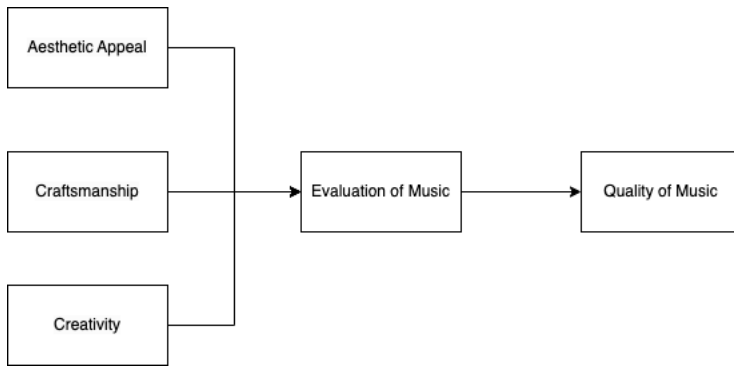 Aesthetic Appeal
Craftsmanship
Evaluation of Music
Quality of Music
Creativity